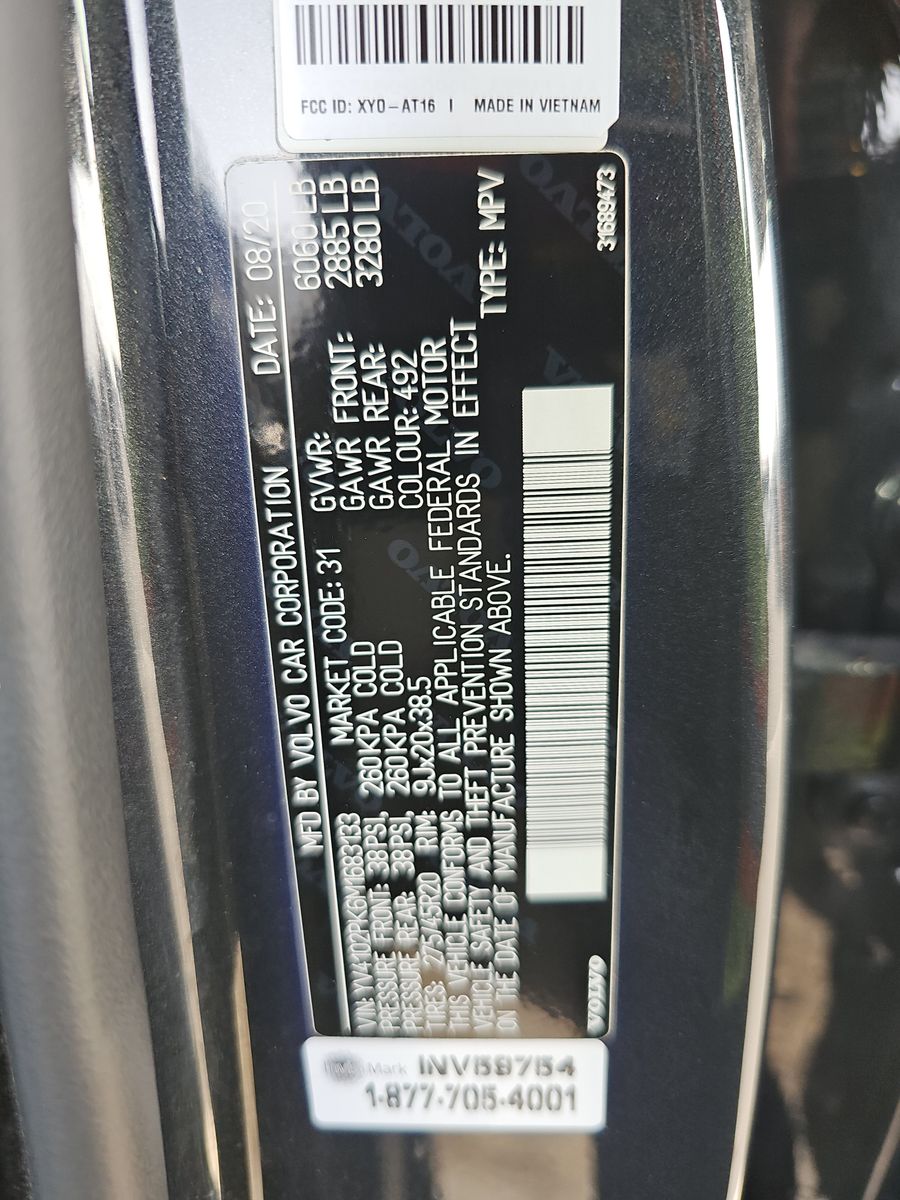 FCC ID: XYO-AT16 | MADE IN VIETNAM
MFD BY VOLVO CAR CORPORATION DATE: 08/20
MARKET CODE: 31 GVWR: 6060 LB
GAWR FRONT: 2885 LB
GAWR REAR: 3280 LB
COLOUR: 492
VIN: YV4102PK6M1683133
PRESSURE FRONT: 38PSI, 260KPA COLD
PRESSURE REAR: 38PSI, 260KPA COLD
TIRES: 275/45R20 RIM: 9Jx20x38.5
THIS VEHICLE CONFORMS TO ALL APPLICABLE FEDERAL MOTOR
VEHICLE SAFETY AND THEFT PREVENTION STANDARDS IN EFFECT
ON THE DATE OF MANUFACTURE SHOWN ABOVE. TYPE: MPV
VOLVO 31689473
Mark INV59754
1-877-705-4001